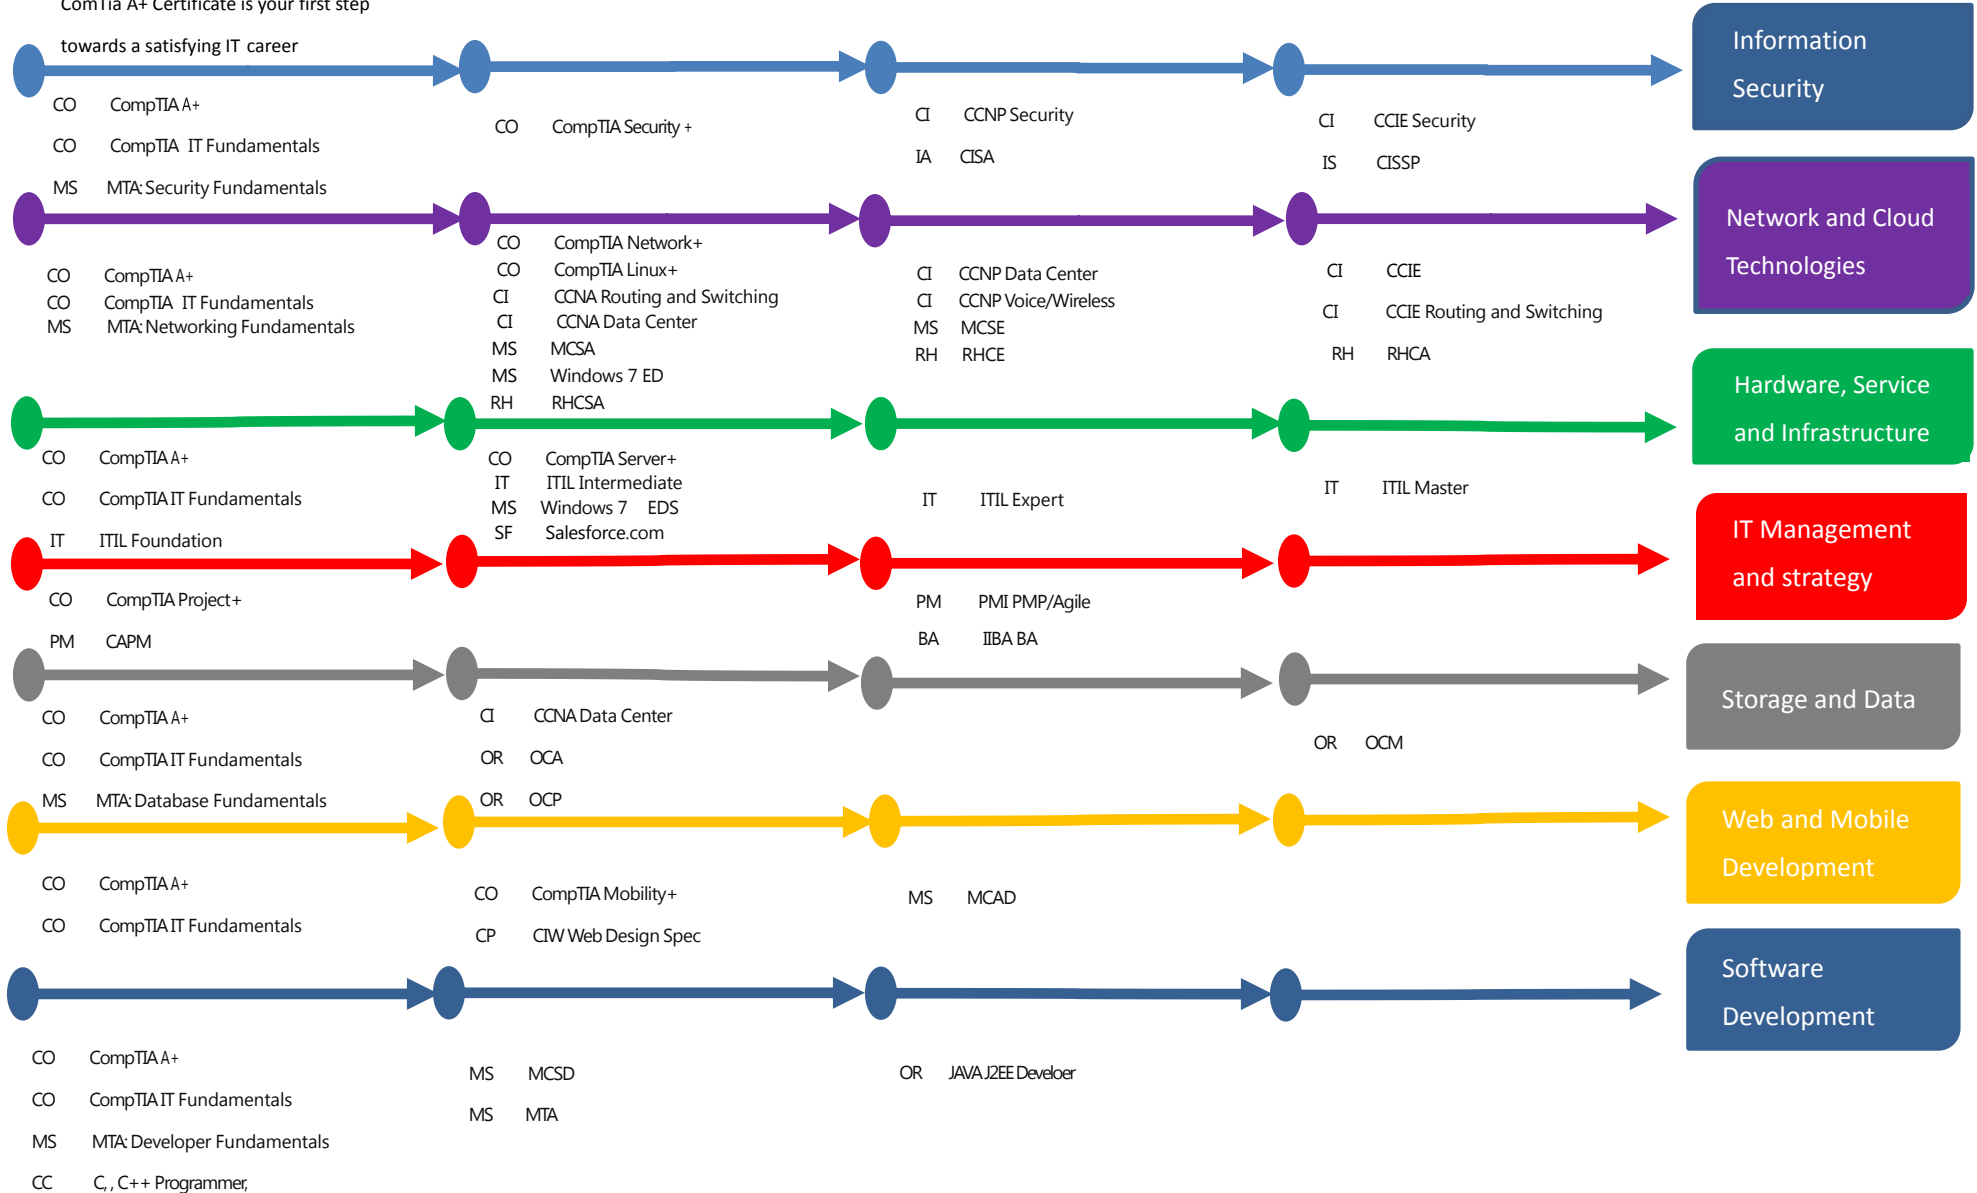 ComTia A+ Certificate is your first step
towards a satisfying IT career
Information
Security
CO CompTIA A+
CO CompTIA IT Fundamentals
MS MTA: Security Fundamentals
CO CompTIA Security +
CI CCNP Security
IA CISA
CI CCIE Security
IS CISSP
Network and Cloud
Technologies
CO CompTIA A+
CO CompTIA IT Fundamentals
MS MTA: Networking Fundamentals
CO CompTIA Network+
CO CompTIA Linux+
CI CCNA Routing and Switching
CI CCNA Data Center
MS MCSA
MS Windows 7 ED
RH RHCSA
CI CCNP Data Center
CI CCNP Voice/Wireless
MS MCSE
RH RHCE
CI CCIE
CI CCIE Routing and Switching
RH RHCA
Hardware, Service
and Infrastructure
CO CompTIA A+
CO CompTIA IT Fundamentals
IT ITIL Foundation
CO CompTIA Server+
IT ITIL Intermediate
MS Windows 7 EDS
SF Salesforce.com
IT ITIL Expert
IT ITIL Master
IT Management
and strategy
CO CompTIA Project+
PM CAPM
PM PMI PMP/Agile
BA IIBA BA
Storage and Data
CO CompTIA A+
CO CompTIA IT Fundamentals
MS MTA: Database Fundamentals
CI CCNA Data Center
OR OCA
OR OCP
OR OCM
Web and Mobile
Development
CO CompTIA A+
CO CompTIA IT Fundamentals
CO CompTIA Mobility+
CP CIW Web Design Spec
MS MCAD
Software
Development
CO CompTIA A+
CO CompTIA IT Fundamentals
MS MTA: Developer Fundamentals
CC C, , C++ Programmer,
MS MCSD
MS MTA
OR JAVA J2EE Develoer